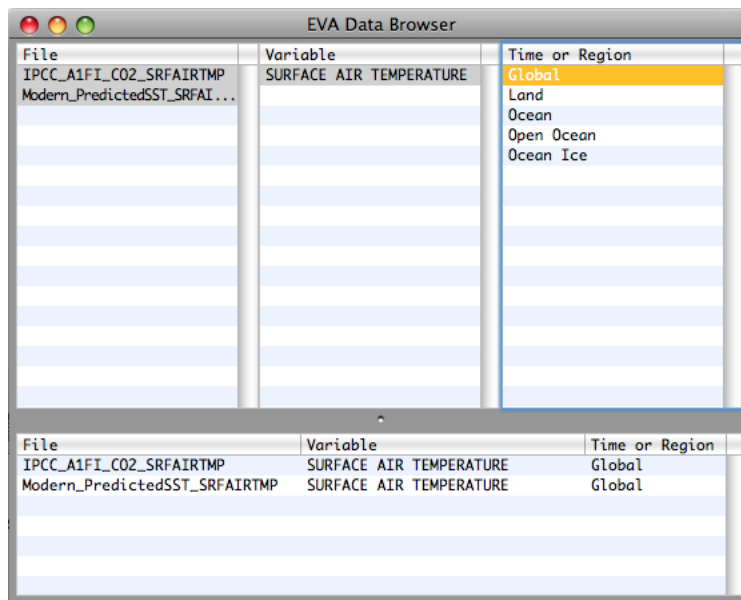 EVA Data Browser
File Variable Time or Region
IPCC_A1FI_CO2_SRFAIRTMP SURFACE AIR TEMPERATURE Global
Modern_PredictedSST_SRFAI... Land
Ocean
Open Ocean
Ocean Ice
File Variable Time or Region
IPCC_A1FI_CO2_SRFAIRTMP SURFACE AIR TEMPERATURE Global
Modern_PredictedSST_SRFAIRTMP SURFACE AIR TEMPERATURE Global